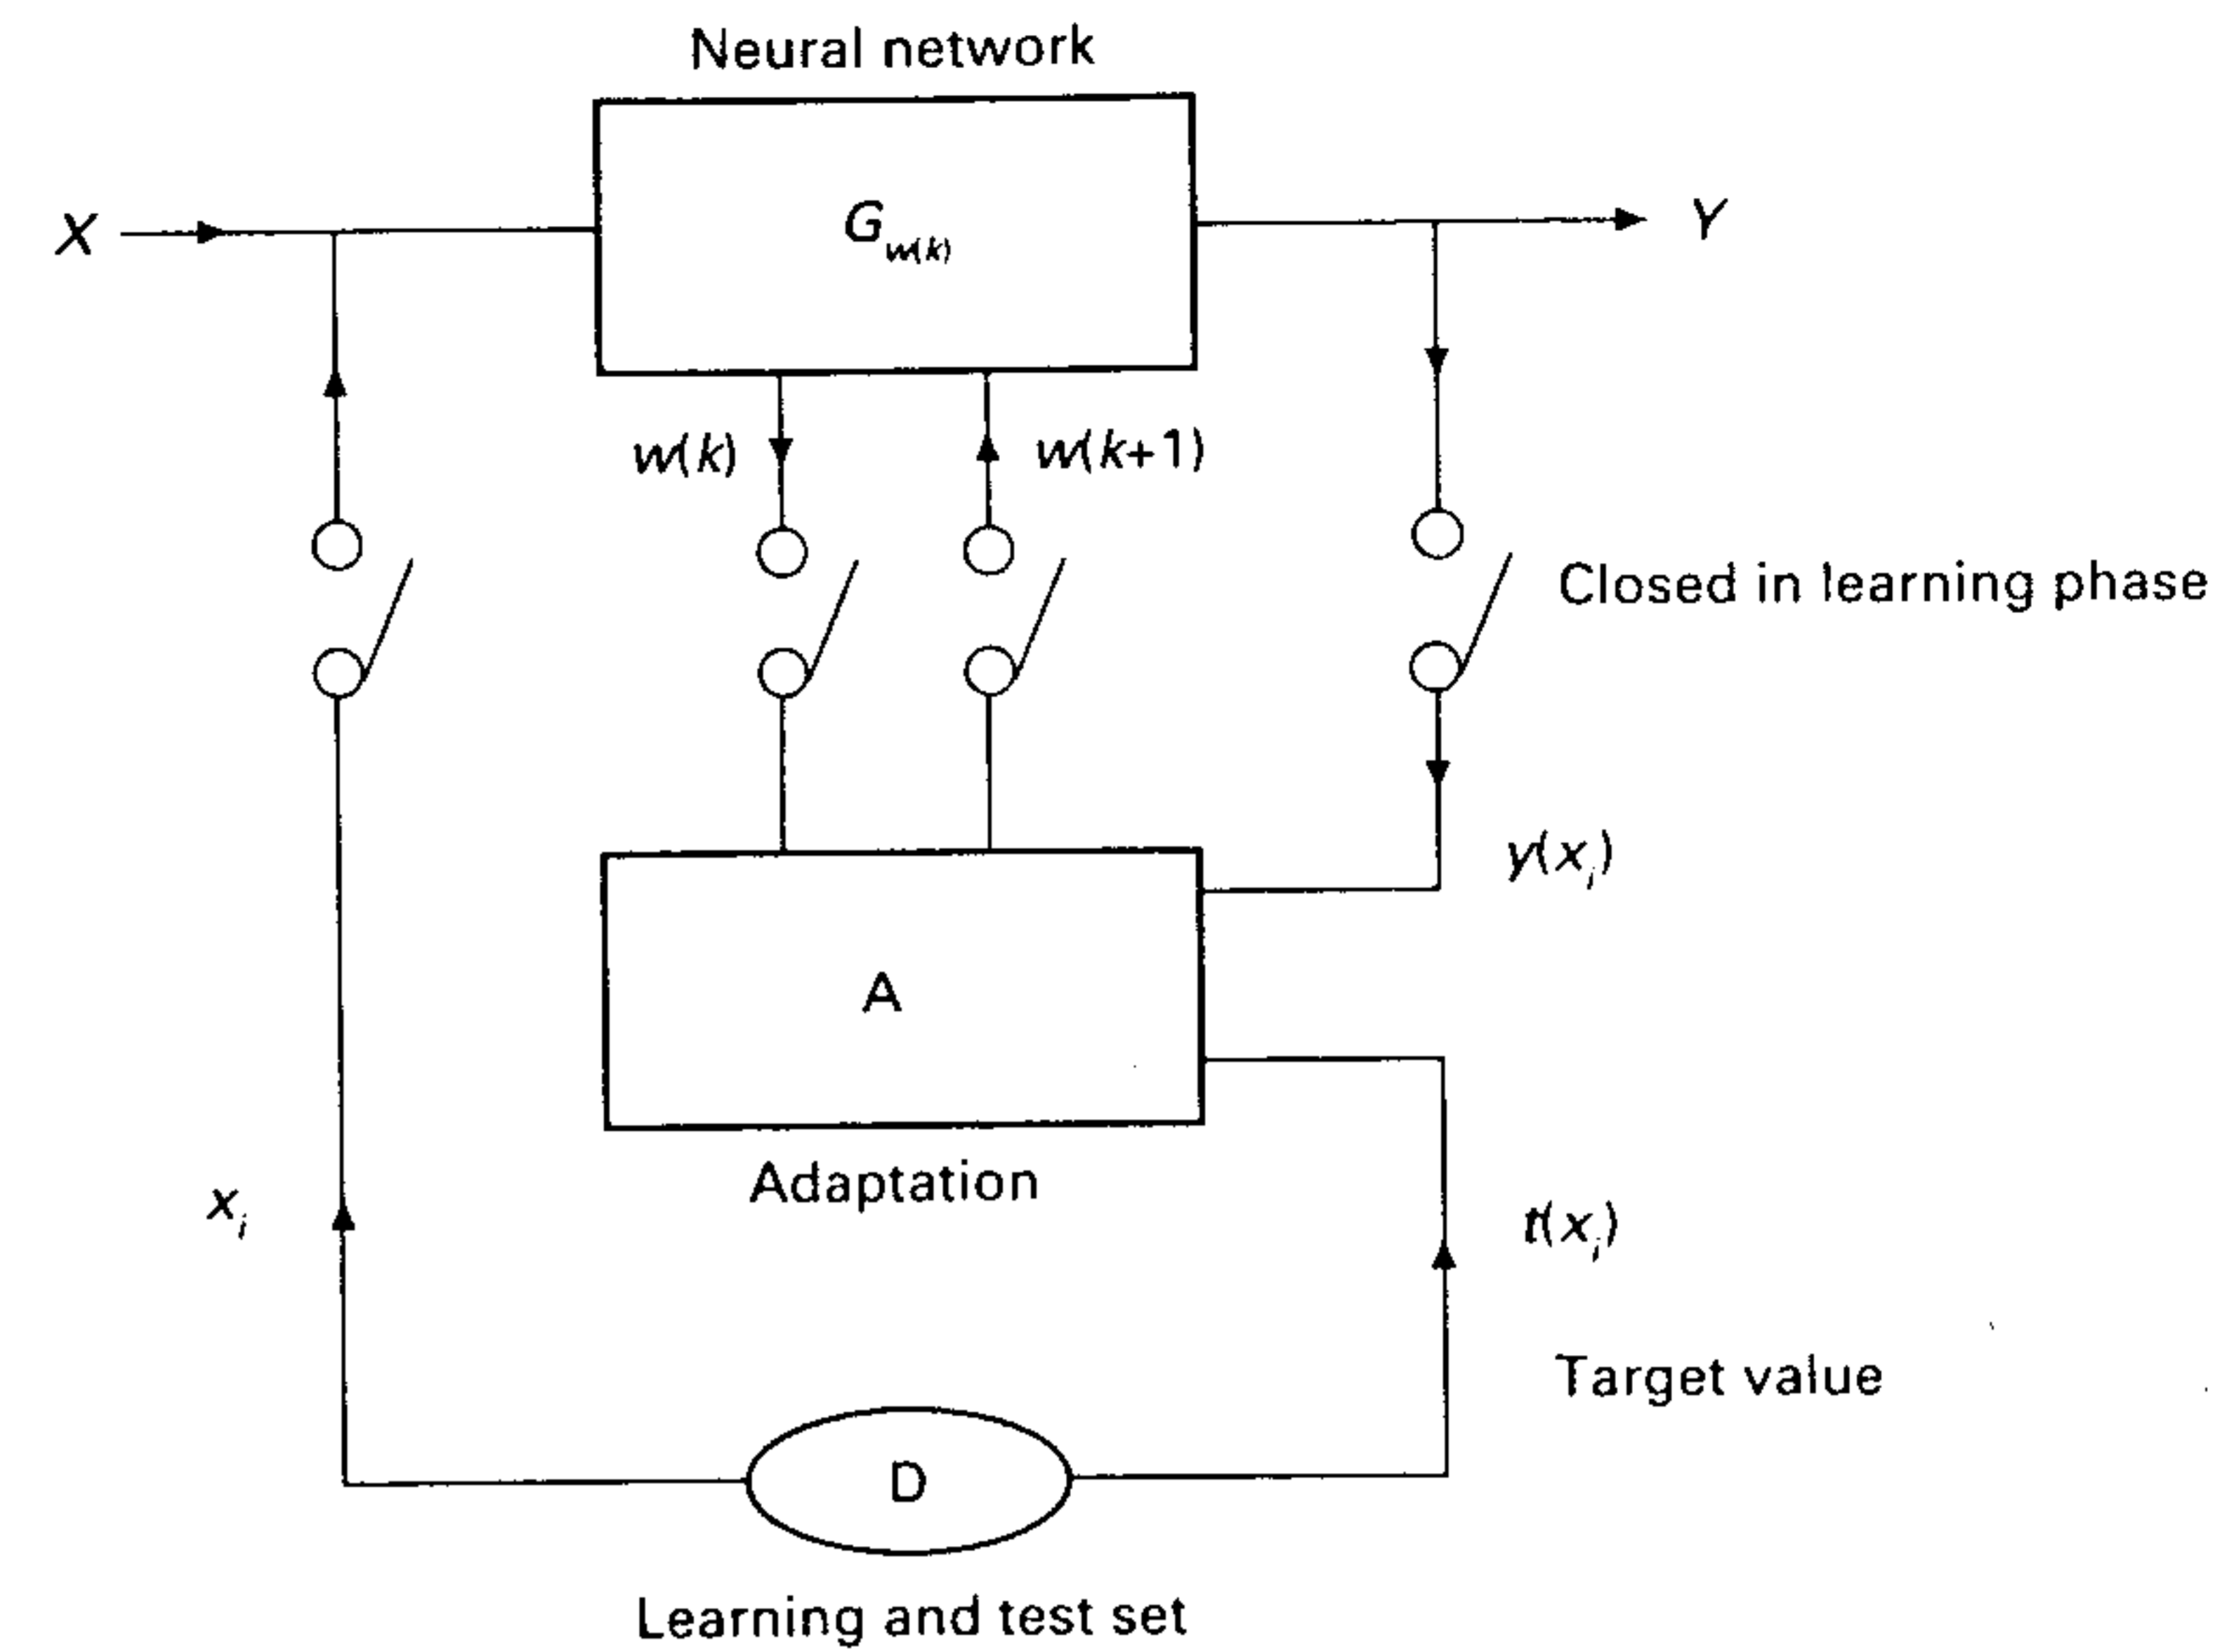 Neural network
X
G_w(k)
Y
w(k)
w(k+1)
Closed in learning phase
y(x_i)
A
Adaptation
x_i
t(x_i)
Target value
D
Learning and test set